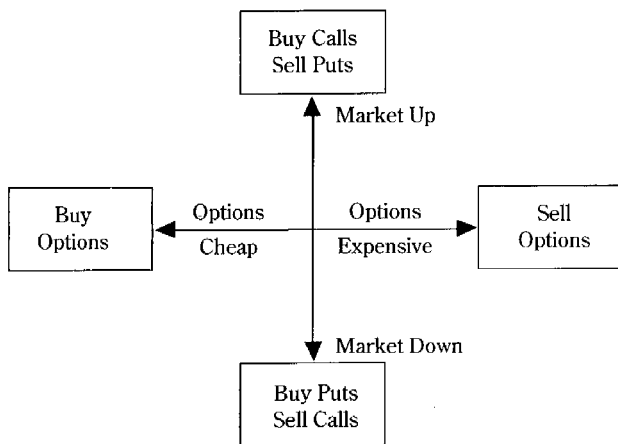 Buy Calls
Sell Puts
Market Up
Buy
Options
Options
Cheap
Options
Expensive
Sell
Options
Market Down
Buy Puts
Sell Calls